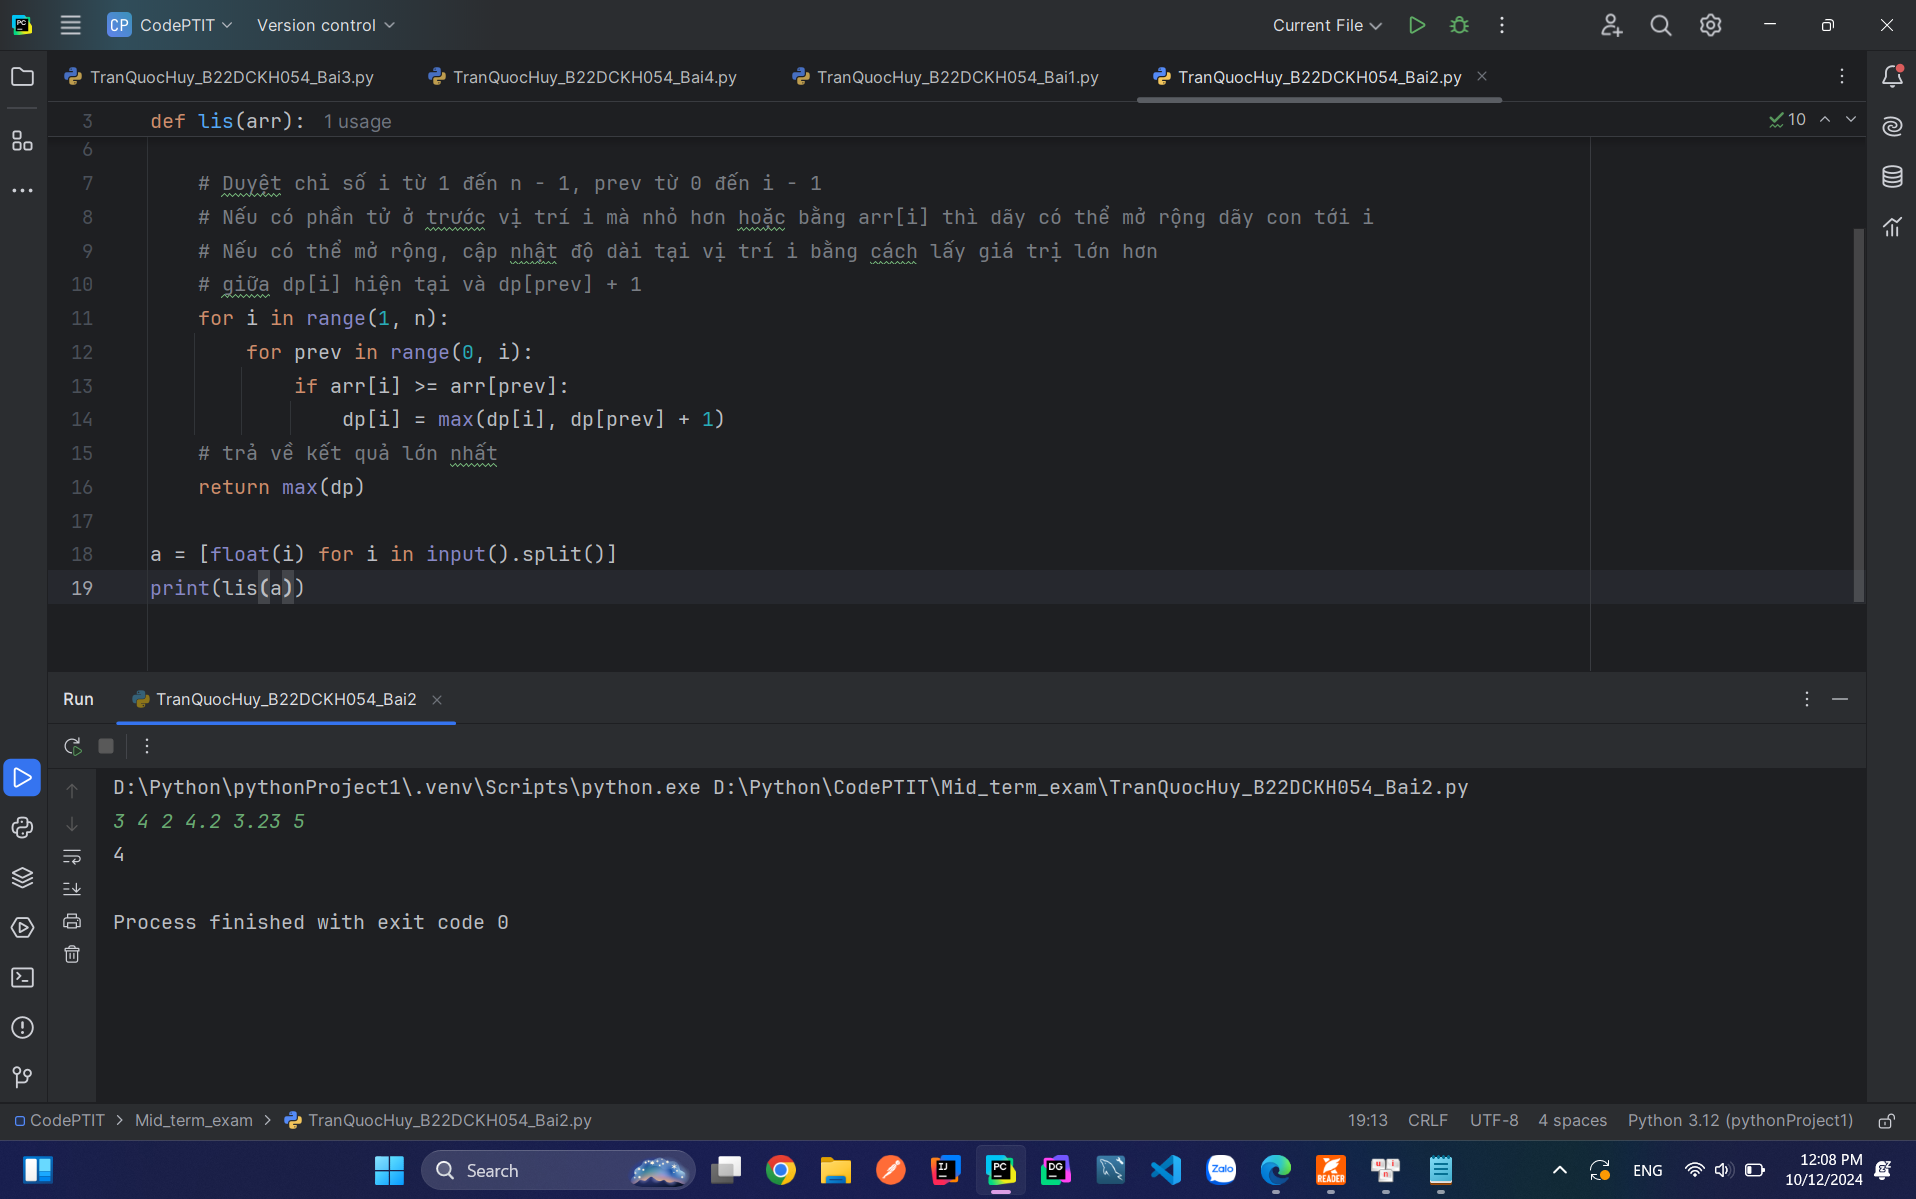 CP CodePTIT Version control Current File
TranQuocHuy_B22DCKH054_Bai3.py TranQuocHuy_B22DCKH054_Bai4.py TranQuocHuy_B22DCKH054_Bai1.py TranQuocHuy_B22DCKH054_Bai2.py
3 def lis(arr): 1 usage 10
6
7 # Duyệt chỉ số i từ 1 đến n - 1, prev từ 0 đến i - 1
8 # Nếu có phần tử ở trước vị trí i mà nhỏ hơn hoặc bằng arr[i] thì dãy có thể mở rộng dãy con tới i
9 # Nếu có thể mở rộng, cập nhật độ dài tại vị trí i bằng cách lấy giá trị lớn hơn
10 # giữa dp[i] hiện tại và dp[prev] + 1
11 for i in range(1, n):
12 for prev in range(0, i):
13 if arr[i] >= arr[prev]:
14 dp[i] = max(dp[i], dp[prev] + 1)
15 # trả về kết quả lớn nhất
16 return max(dp)
17
18 a = [float(i) for i in input().split()]
19 print(lis(a))
Run TranQuocHuy_B22DCKH054_Bai2
D:\Python\pythonProject1\.venv\Scripts\python.exe D:\Python\CodePTIT\Mid_term_exam\TranQuocHuy_B22DCKH054_Bai2.py
3 4 2 4.2 3.23 5
4
Process finished with exit code 0
CodePTIT > Mid_term_exam > TranQuocHuy_B22DCKH054_Bai2.py 19:13 CRLF UTF-8 4 spaces Python 3.12 (pythonProject1)
Search PC DG IJ Zalo READER ENG 12:08 PM
10/12/2024